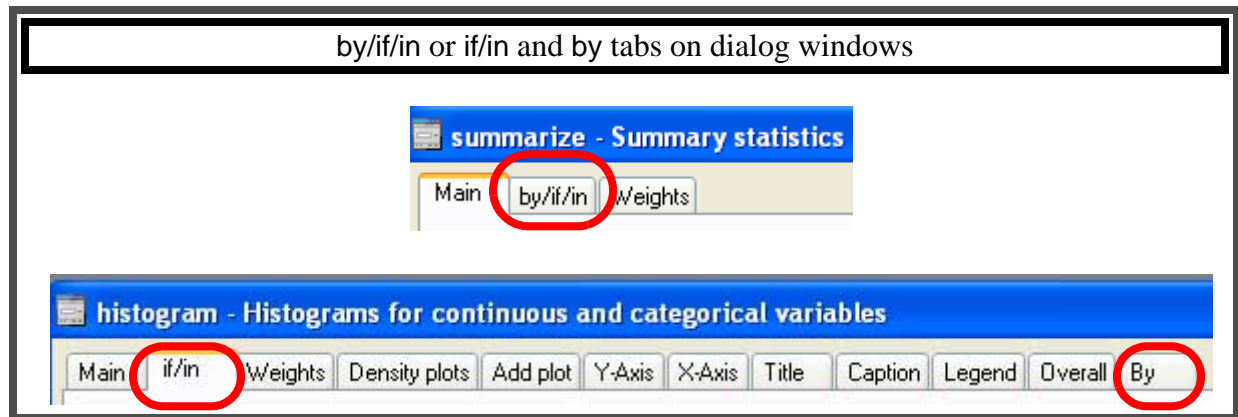 by/if/in or if/in and by tabs on dialog windows
summarize - Summary statistics
Main by/if/in Weights
histogram - Histograms for continuous and categorical variables
Main if/in Weights Density plots Add plot Y-Axis X-Axis Title Caption Legend Overall By